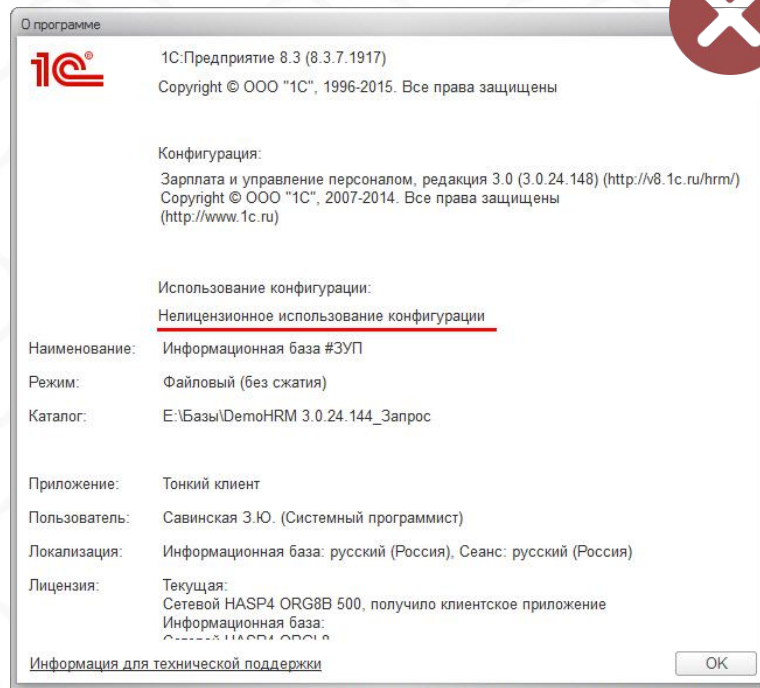 О программе
1С®
1С:Предприятие 8.3 (8.3.7.1917)
Copyright © ООО "1С", 1996-2015. Все права защищены
Конфигурация:
Зарплата и управление персоналом, редакция 3.0 (3.0.24.148) (http://v8.1c.ru/hrm/)
Copyright © ООО "1С", 2007-2014. Все права защищены
(http://www.1c.ru)
Использование конфигурации:
Нелицензионное использование конфигурации
Наименование: Информационная база #ЗУП
Режим: Файловый (без сжатия)
Каталог: E:\Базы\DemoHRM 3.0.24.144_Запрос
Приложение: Тонкий клиент
Пользователь: Савинская З.Ю. (Системный программист)
Локализация: Информационная база: русский (Россия), Сеанс: русский (Россия)
Лицензия: Текущая:
Сетевой HASP4 ORG8B 500, получило клиентское приложение
Информационная база:
Информация для технической поддержки
OK